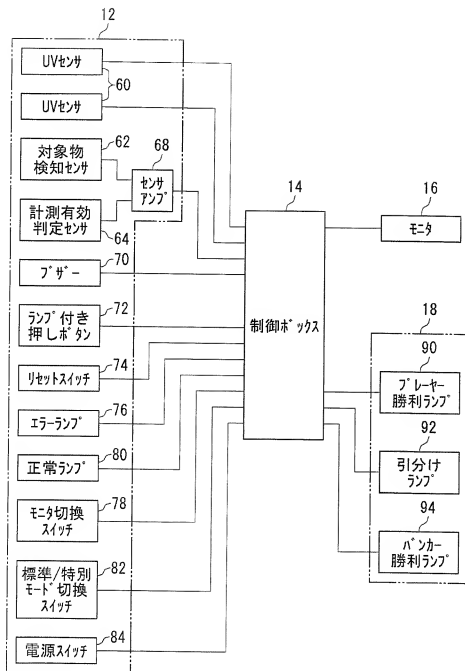 12
UVセンサ
60
UVセンサ
62
対象物
検知センサ
68
センサ
アンプ
計測有効
判定センサ
64
70
ブザー
72
ランプ付き
押しボタン
74
リセットスイッチ
76
エラーランプ
80
正常ランプ
78
モニタ切換
スイッチ
82
標準/特別
モード切換
スイッチ
84
電源スイッチ
14
制御ボックス
16
モニタ
18
90
プレーヤー
勝利ランプ
92
引分け
ランプ
94
バンカー
勝利ランプ